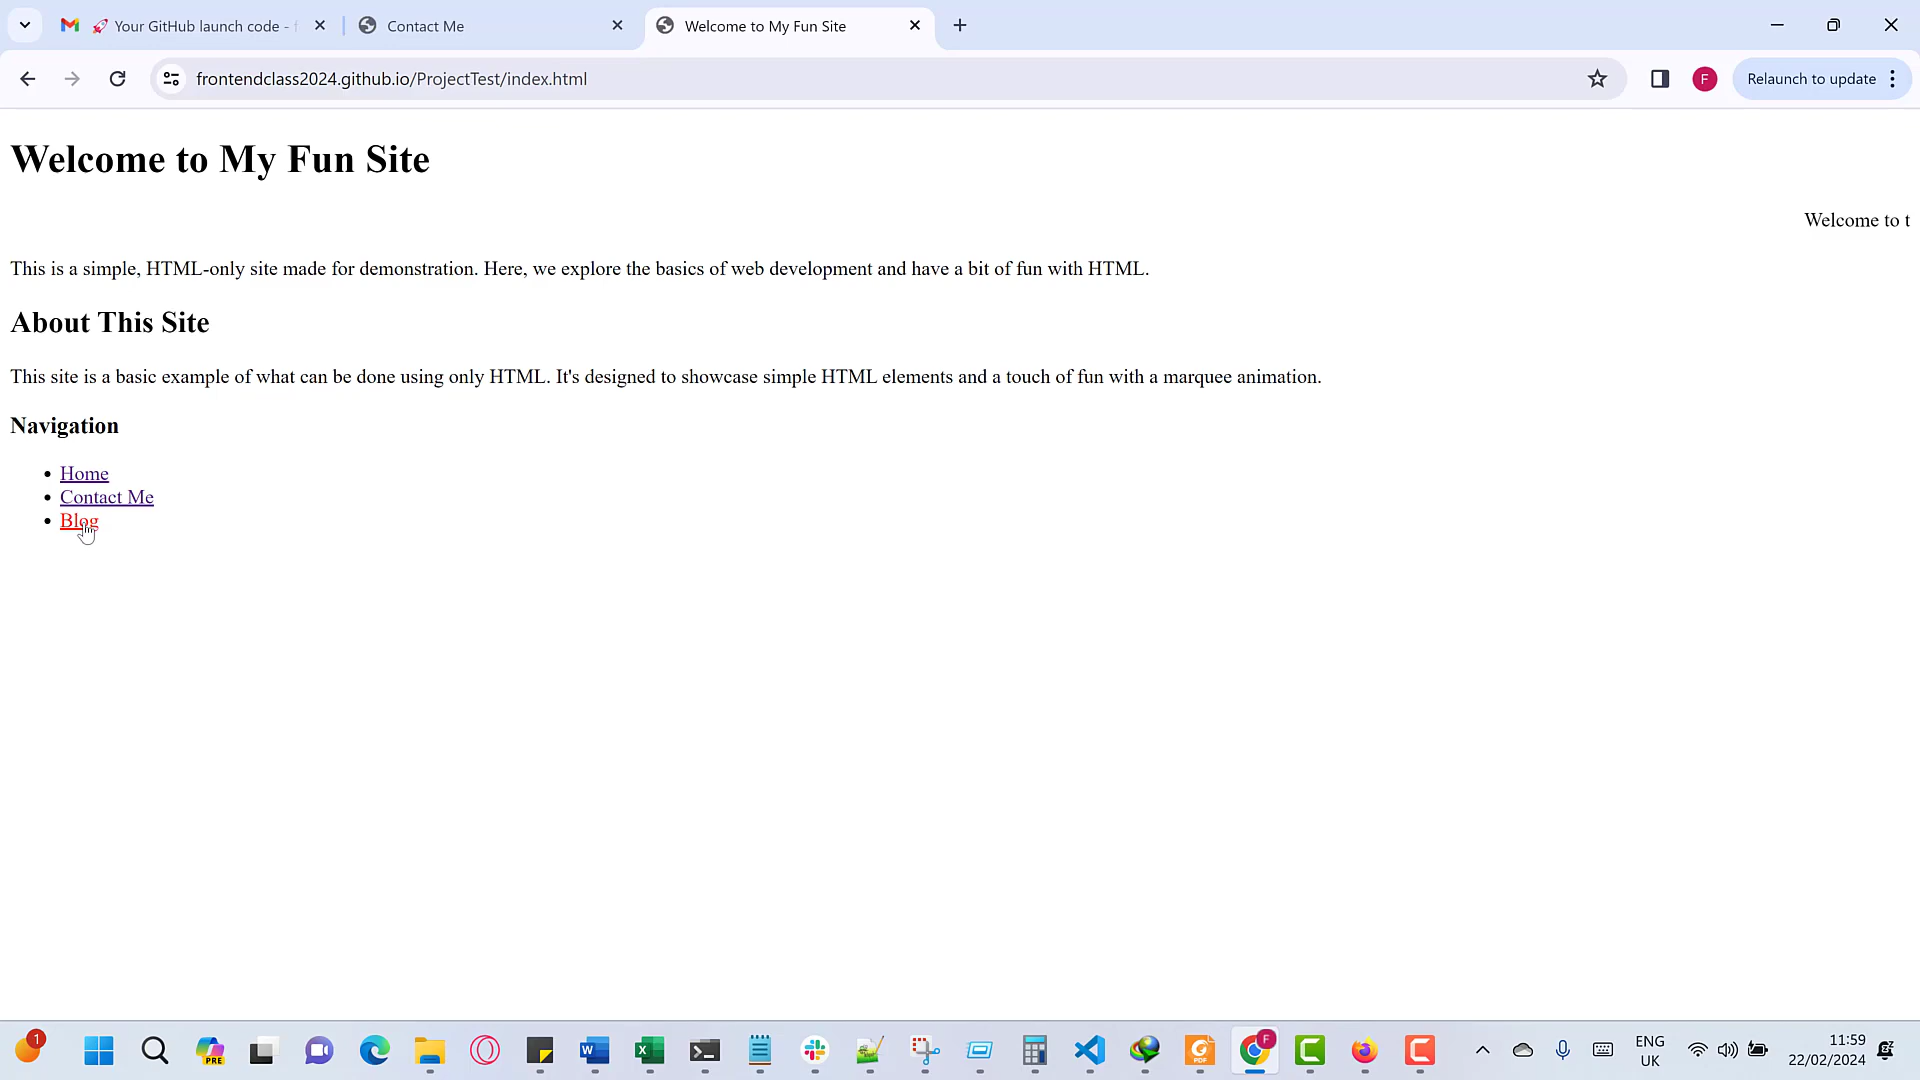 🚀 Your GitHub launch code - f
Contact Me
Welcome to My Fun Site
frontendclass2024.github.io/ProjectTest/index.html
F
Relaunch to update
Welcome to My Fun Site
Welcome to t
This is a simple, HTML-only site made for demonstration. Here, we explore the basics of web development and have a bit of fun with HTML.
About This Site
This site is a basic example of what can be done using only HTML. It's designed to showcase simple HTML elements and a touch of fun with a marquee animation.
Navigation
Home
Contact Me
Blog
1
PRE
W
X
PDF
F
ENG
UK
11:59
22/02/2024